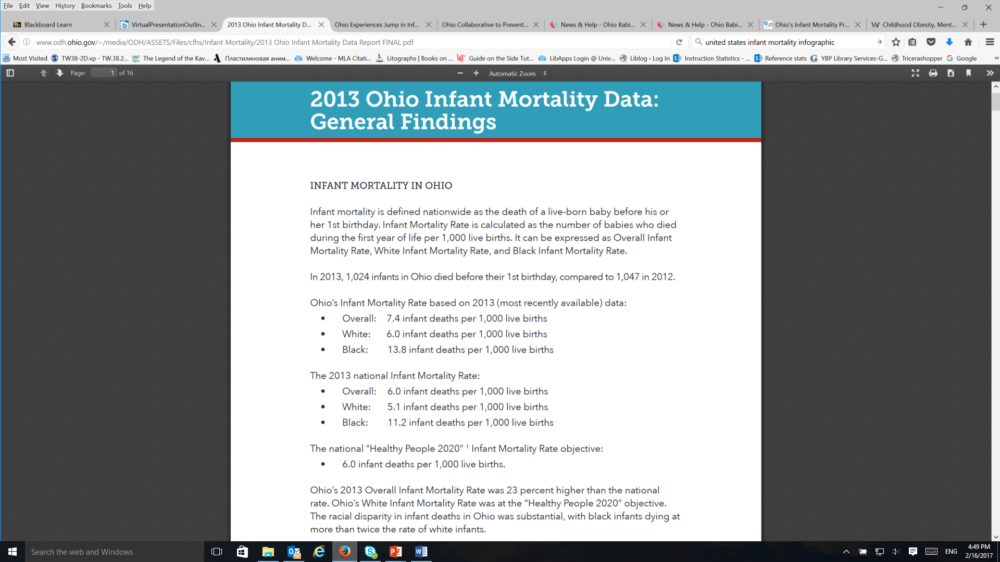 File Edit View History Bookmarks Tools Help
Blackboard Learn
VirtualPresentationOutlin...
2013 Ohio Infant Mortality D...
Ohio Experiences Jump in Inf...
Ohio Collaborative to Prevent...
News & Help - Ohio Babi...
News & Help - Ohio Babi...
Ohio's Infant Mortality Pr...
Childhood Obesity, Ment...
www.odh.ohio.gov/~/media/ODH/ASSETS/Files/cfhs/Infant Mortality/2013 Ohio Infant Mortality Data Report FINAL.pdf
united states infant mortality infographic
Most Visited
TW38-2D.vp - TW.38.2...
The Legend of the Kav...
Пластилиновая аним...
Welcome - MLA Citati...
Litographs | Books on ...
Guide on the Side Tut...
LibApps Login @ Univ...
Liblog › Log In
Instruction Statistics - ...
Reference stats
YBP Library Services-G...
Tricerashopper
Google
Page: 1 of 16
Automatic Zoom
2013 Ohio Infant Mortality Data:
General Findings
INFANT MORTALITY IN OHIO
Infant mortality is defined nationwide as the death of a live-born baby before his or
her 1st birthday. Infant Mortality Rate is calculated as the number of babies who died
during the first year of life per 1,000 live births. It can be expressed as Overall Infant
Mortality Rate, White Infant Mortality Rate, and Black Infant Mortality Rate.
In 2013, 1,024 infants in Ohio died before their 1st birthday, compared to 1,047 in 2012.
Ohio’s Infant Mortality Rate based on 2013 (most recently available) data:
• Overall: 7.4 infant deaths per 1,000 live births
• White: 6.0 infant deaths per 1,000 live births
• Black: 13.8 infant deaths per 1,000 live births
The 2013 national Infant Mortality Rate:
• Overall: 6.0 infant deaths per 1,000 live births
• White: 5.1 infant deaths per 1,000 live births
• Black: 11.2 infant deaths per 1,000 live births
The national “Healthy People 2020” ¹ Infant Mortality Rate objective:
• 6.0 infant deaths per 1,000 live births.
Ohio’s 2013 Overall Infant Mortality Rate was 23 percent higher than the national
rate. Ohio’s White Infant Mortality Rate was at the “Healthy People 2020” objective.
The racial disparity in infant deaths in Ohio was substantial, with black infants dying at
more than twice the rate of white infants.
Search the web and Windows
ENG
4:49 PM
2/16/2017